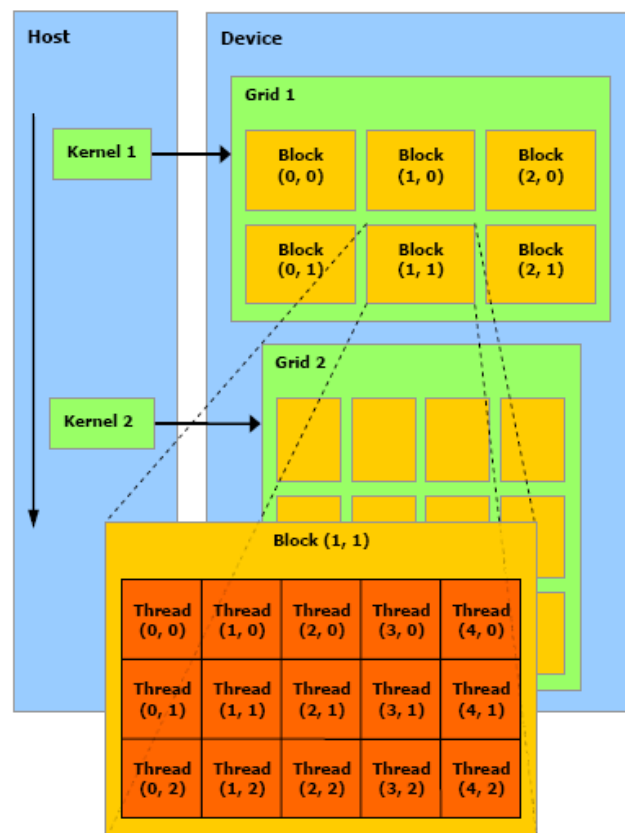 Host
Device
Grid 1
Kernel 1
Block
(0, 0)
Block
(1, 0)
Block
(2, 0)
Block
(0, 1)
Block
(1, 1)
Block
(2, 1)
Grid 2
Kernel 2
Block (1, 1)
Thread
(0, 0)
Thread
(1, 0)
Thread
(2, 0)
Thread
(3, 0)
Thread
(4, 0)
Thread
(0, 1)
Thread
(1, 1)
Thread
(2, 1)
Thread
(3, 1)
Thread
(4, 1)
Thread
(0, 2)
Thread
(1, 2)
Thread
(2, 2)
Thread
(3, 2)
Thread
(4, 2)